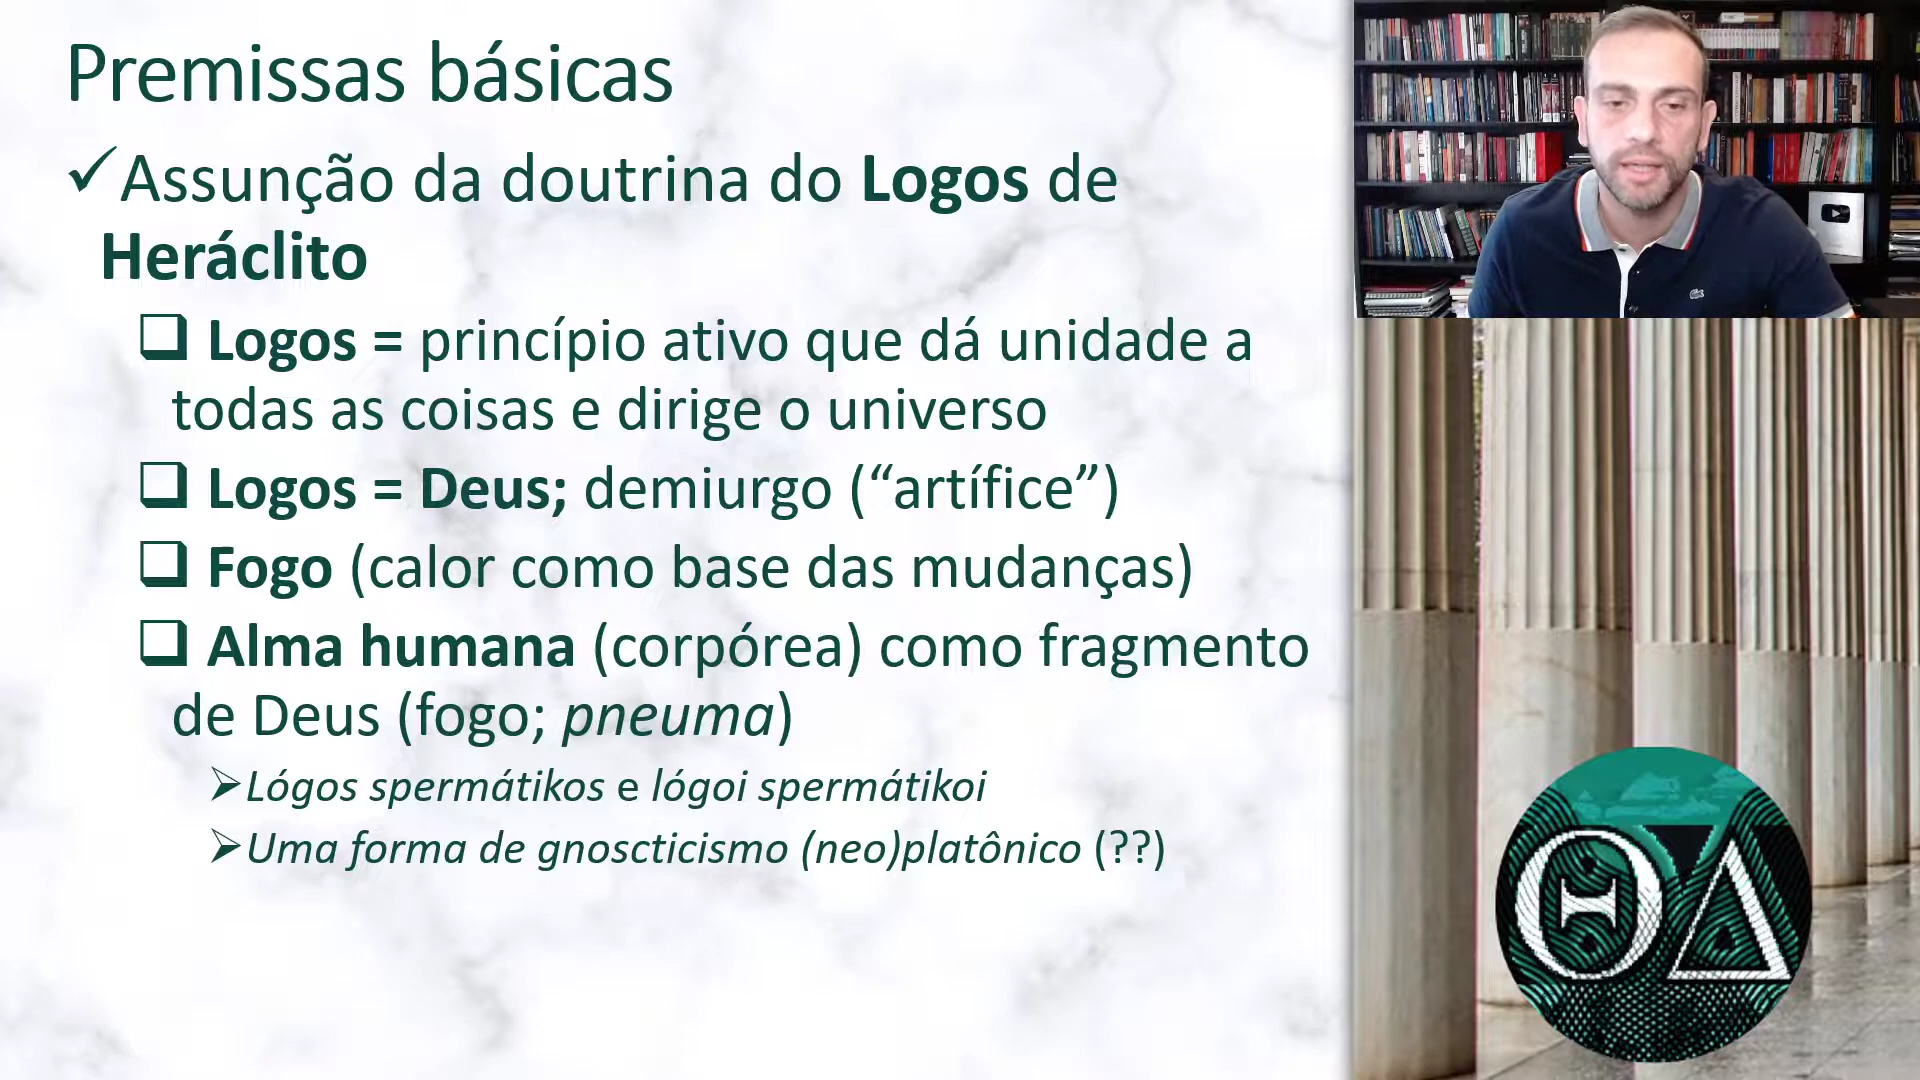 Premissas básicas
✓Assunção da doutrina do Logos de
Heráclito
❑ Logos = princípio ativo que dá unidade a
todas as coisas e dirige o universo
❑ Logos = Deus; demiurgo (“artífice”)
❑ Fogo (calor como base das mudanças)
❑ Alma humana (corpórea) como fragmento
de Deus (fogo; pneuma)
➢Lógos spermátikos e lógoi spermátikoi
➢Uma forma de gnoscticismo (neo)platônico (??)
ΘΔ